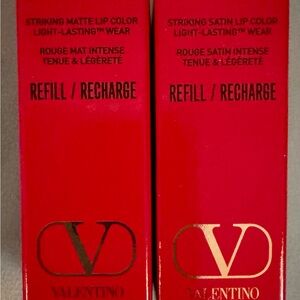 STRIKING MATTE LIP COLOR
LIGHT-LASTING™ WEAR
ROUGE MAT INTENSE
TENUE & LÉGÈRETÉ
REFILL / RECHARGE
V
VALENTINO
STRIKING SATIN LIP COLOR
LIGHT-LASTING™ WEAR
ROUGE SATIN INTENSE
TENUE & LÉGÈRETÉ
REFILL / RECHARGE
V
VALENTINO